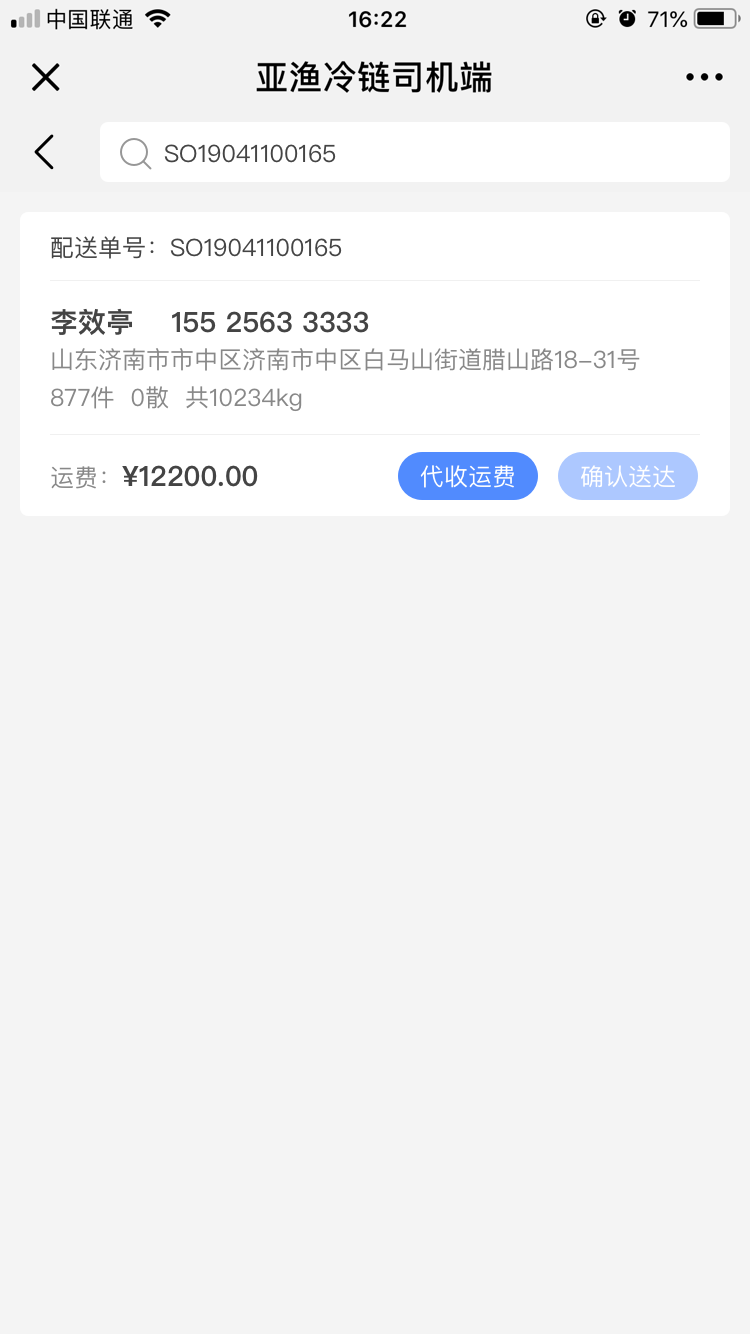 中国联通 16:22 71%
亚渔冷链司机端
SO19041100165
配送单号：SO19041100165
李效亭 155 2563 3333
山东济南市市中区济南市中区白马山街道腊山路18-31号
877件 0散 共10234kg
运费：¥12200.00 代收运费 确认送达